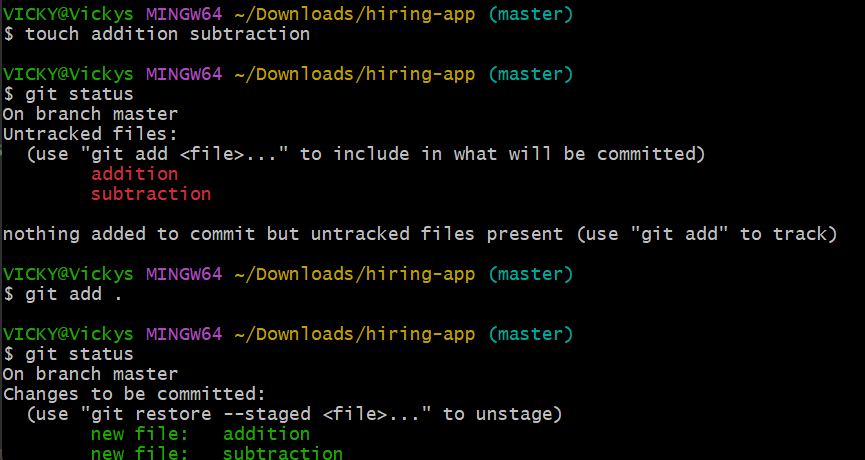 VICKY@Vickys MINGW64 ~/Downloads/hiring-app (master)
$ touch addition subtraction
VICKY@Vickys MINGW64 ~/Downloads/hiring-app (master)
$ git status
On branch master
Untracked files:
(use "git add <file>..." to include in what will be committed)
addition
subtraction
nothing added to commit but untracked files present (use "git add" to track)
VICKY@Vickys MINGW64 ~/Downloads/hiring-app (master)
$ git add .
VICKY@Vickys MINGW64 ~/Downloads/hiring-app (master)
$ git status
On branch master
Changes to be committed:
(use "git restore --staged <file>..." to unstage)
new file: addition
new file: subtraction